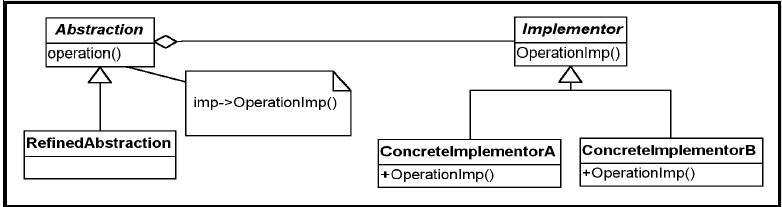 Abstraction
operation()
Implementor
OperationImp()
imp->OperationImp()
RefinedAbstraction
ConcreteImplementorA
+OperationImp()
ConcreteImplementorB
+OperationImp()